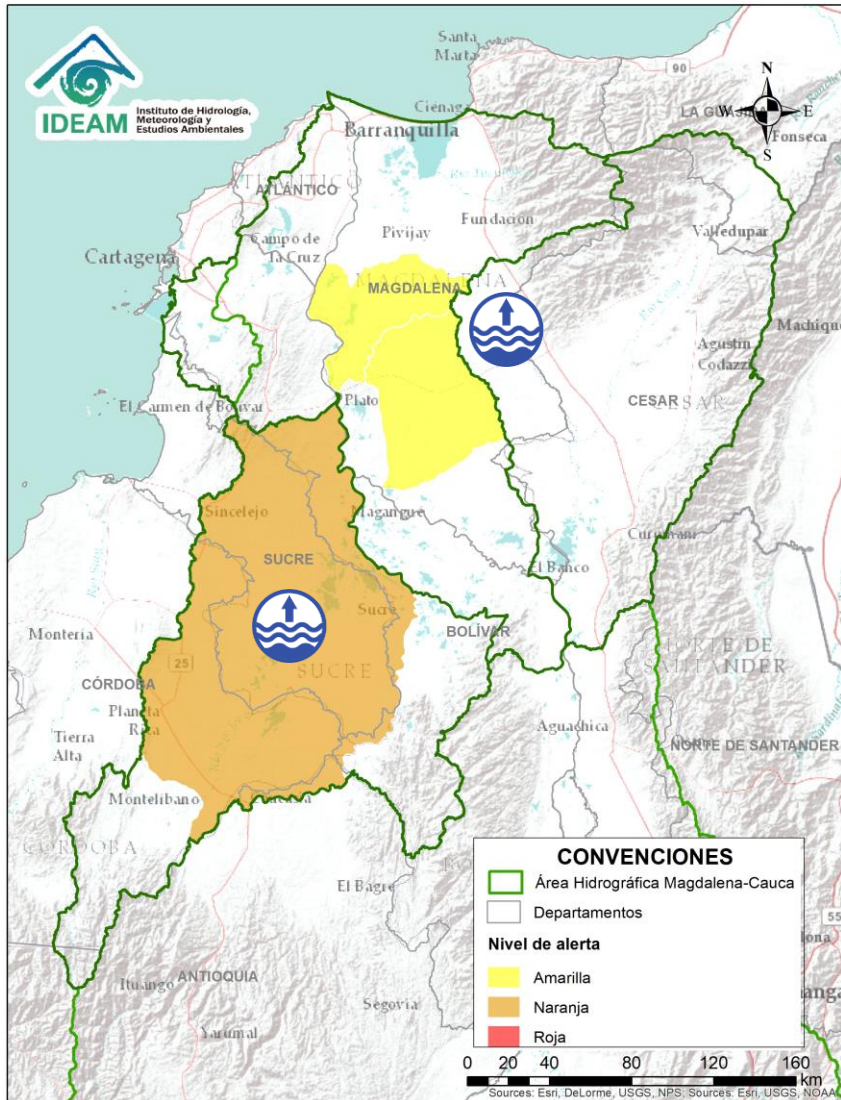 IDEAM
Instituto de Hidrología,
Meteorología y
Estudios Ambientales
Santa
Marta
90
N
W
E
S
LA GUAJIRA
Fonseca
Ciénaga
Barranquilla
ATLÁNTICO
ATLÁNTICO
Fundación
Valledupar
Pivijay
Campo de
la Cruz
Cartagena
MAGDALENA
MAGDALENA
Machiques
Agustín
Codazzi
CESAR
CESAR
El Carmen de Bolívar
Plato
Sincelejo
Magangué
Curumaní
SUCRE
El Banco
Sucre
Montería
BOLÍVAR
25
SUCRE
NORTE DE
SANTANDER
CÓRDOBA
Planeta
Rica
Aguachica
Tierra
Alta
NORTE DE SANTANDER
Montelíbano
CÓRDOBA
El Bagre
Ituango
ANTIOQUIA
Segovia
Yarumal
55
CONVENCIONES
Área Hidrográfica Magdalena-Cauca
Departamentos
Nivel de alerta
Amarilla
Naranja
Roja
0 20 40 80 120 160
km
Sources: Esri, DeLorme, USGS, NPS; Sources: Esri, USGS, NOAA